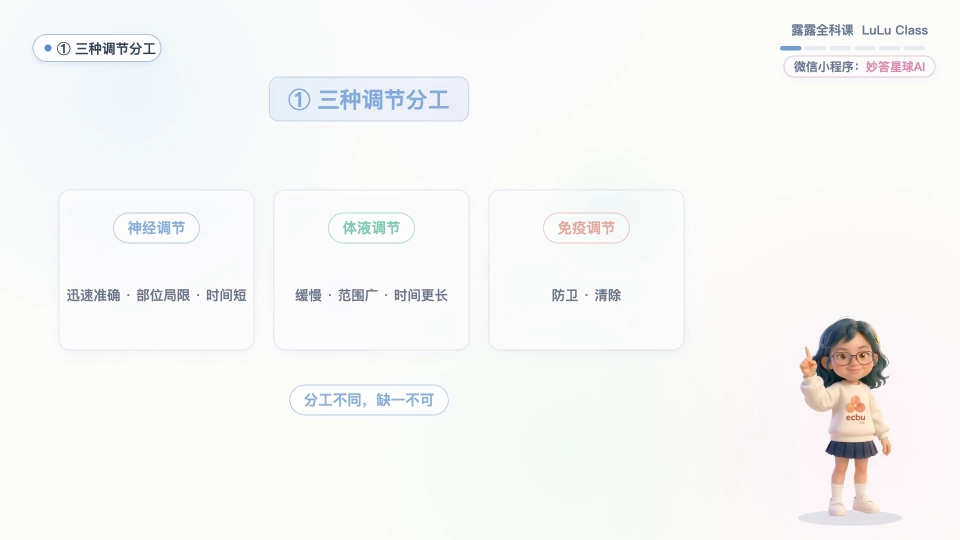 ① 三种调节分工
露露全科课 LuLu Class
微信小程序：妙答星球AI
① 三种调节分工
神经调节
体液调节
免疫调节
迅速准确 · 部位局限 · 时间短
缓慢 · 范围广 · 时间更长
防卫 · 清除
分工不同，缺一不可
ecbu